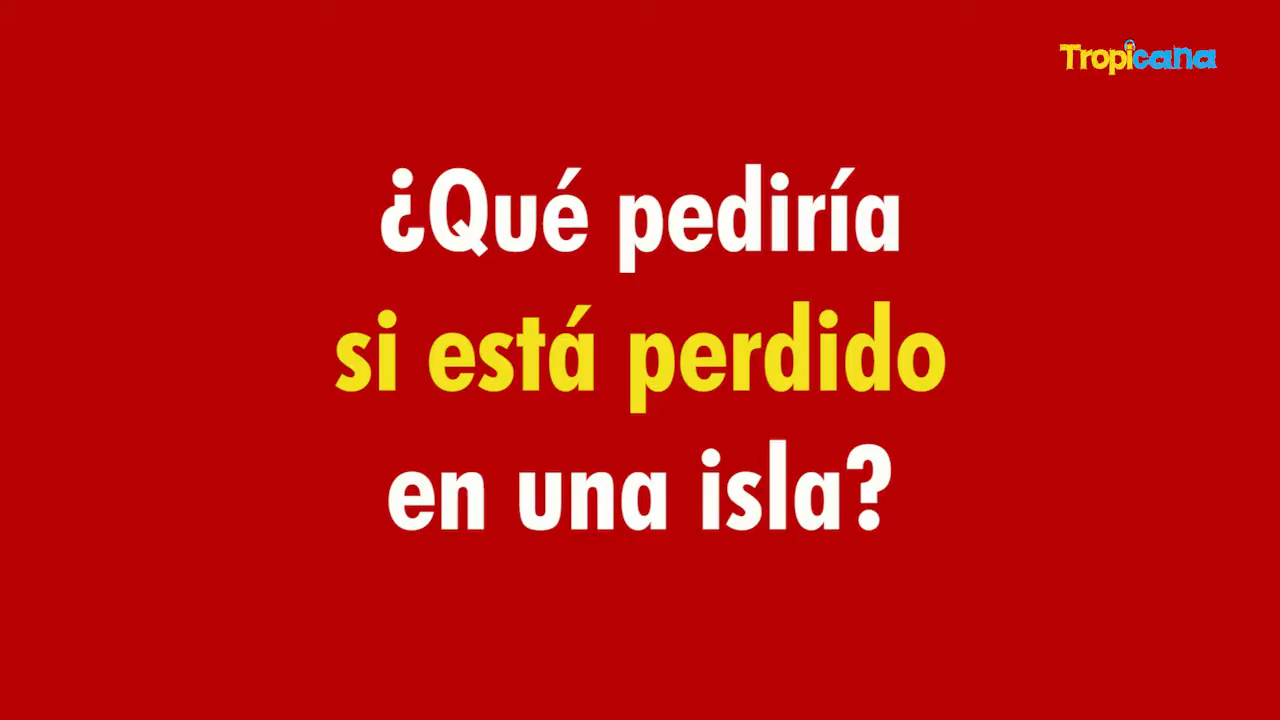 Tropicana
¿Qué pediría
si está perdido
en una isla?